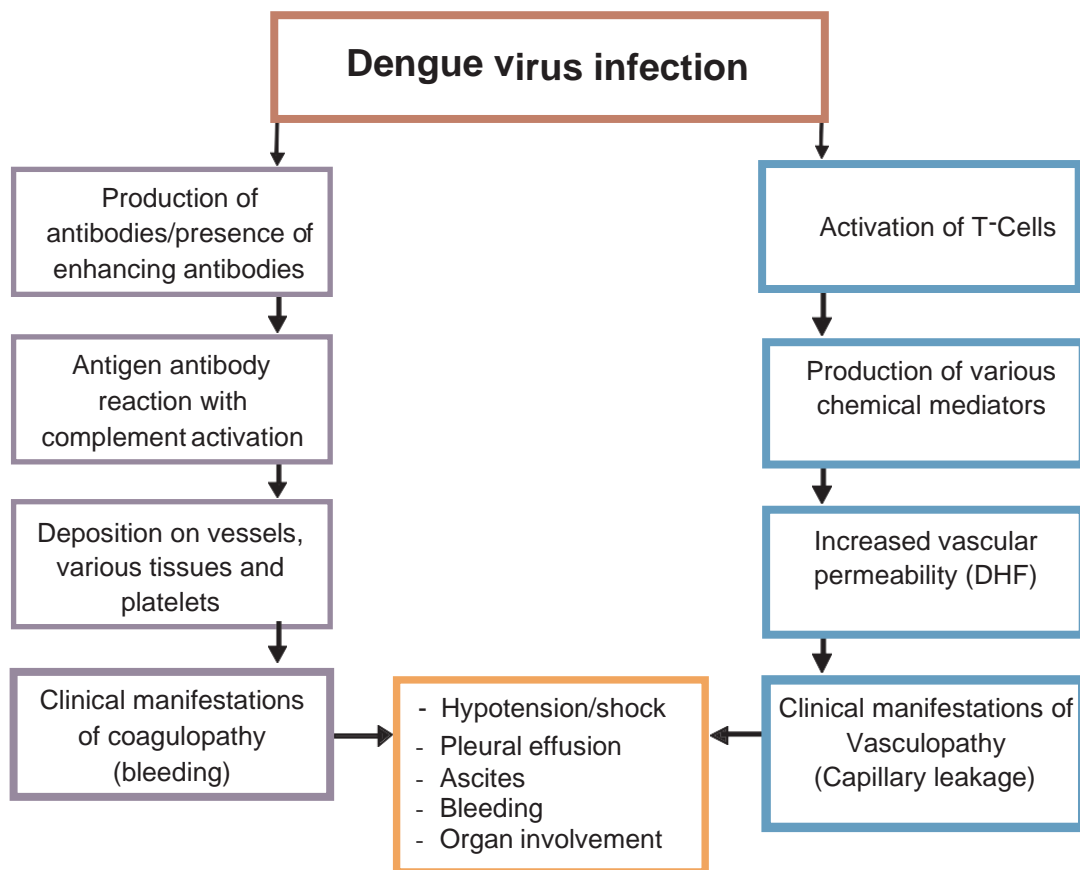 Dengue virus infection
Production of
antibodies/presence of
enhancing antibodies
Antigen antibody
reaction with
complement activation
Deposition on vessels,
various tissues and
platelets
Clinical manifestations
of coagulopathy
(bleeding)
Activation of T-Cells
Production of various
chemical mediators
Increased vascular
permeability (DHF)
Clinical manifestations of
Vasculopathy
(Capillary leakage)
- Hypotension/shock
- Pleural effusion
- Ascites
- Bleeding
- Organ involvement